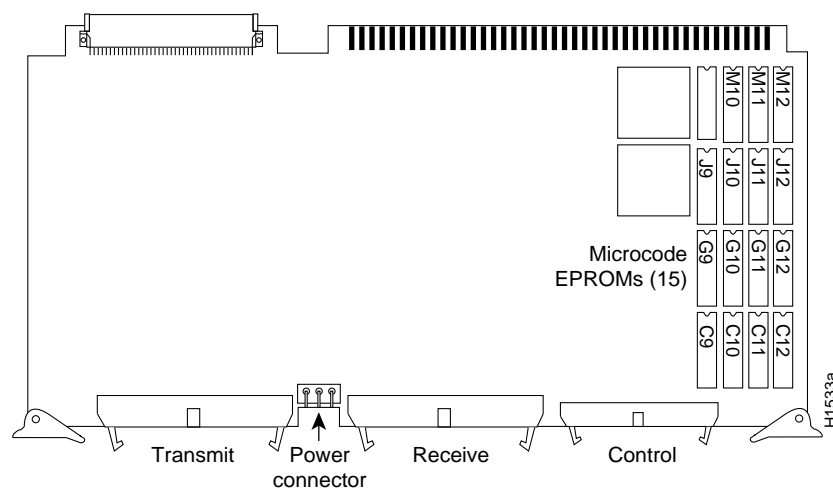 M10 M11 M12
J9 J10 J11 J12
Microcode
EPROMs (15)
G9 G10 G11 G12
C9 C10 C11 C12
H1533a
Transmit
Power
connector
Receive
Control